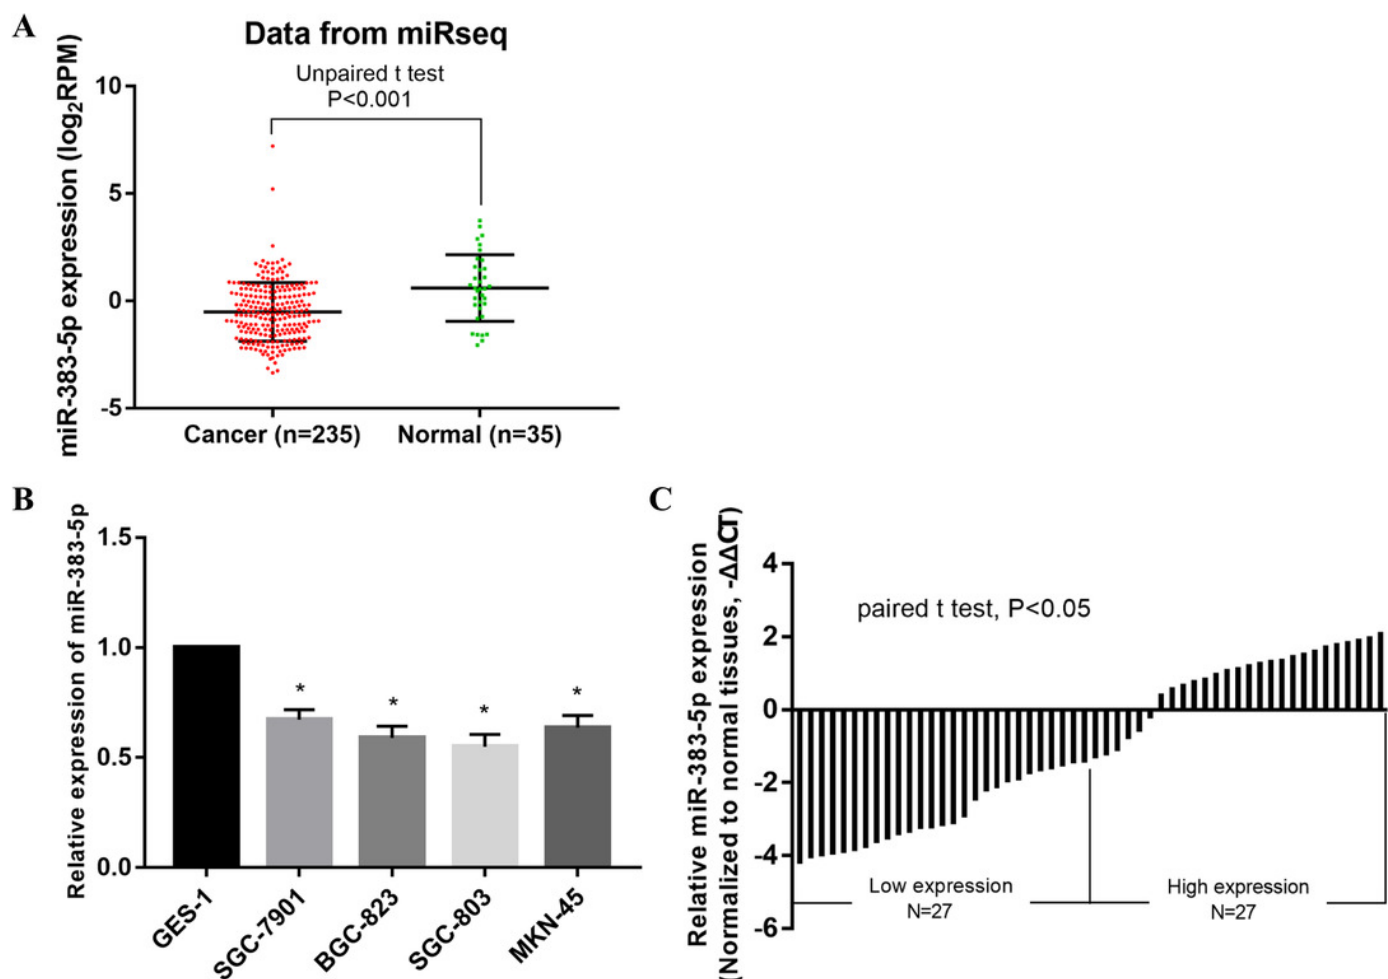 A
Data from miRseq
Unpaired t test
P<0.001
miR-383-5p expression (log₂RPM)
10
5
0
-5
Cancer (n=235)
Normal (n=35)
B
Relative expression of miR-383-5p
1.5
1.0
0.5
0.0
*
*
*
*
GES-1
SGC-7901
BGC-823
SGC-803
MKN-45
C
Relative miR-383-5p expression
(Normalized to normal tissues, -ΔΔCT)
4
2
0
-2
-4
-6
paired t test, P<0.05
Low expression
N=27
High expression
N=27